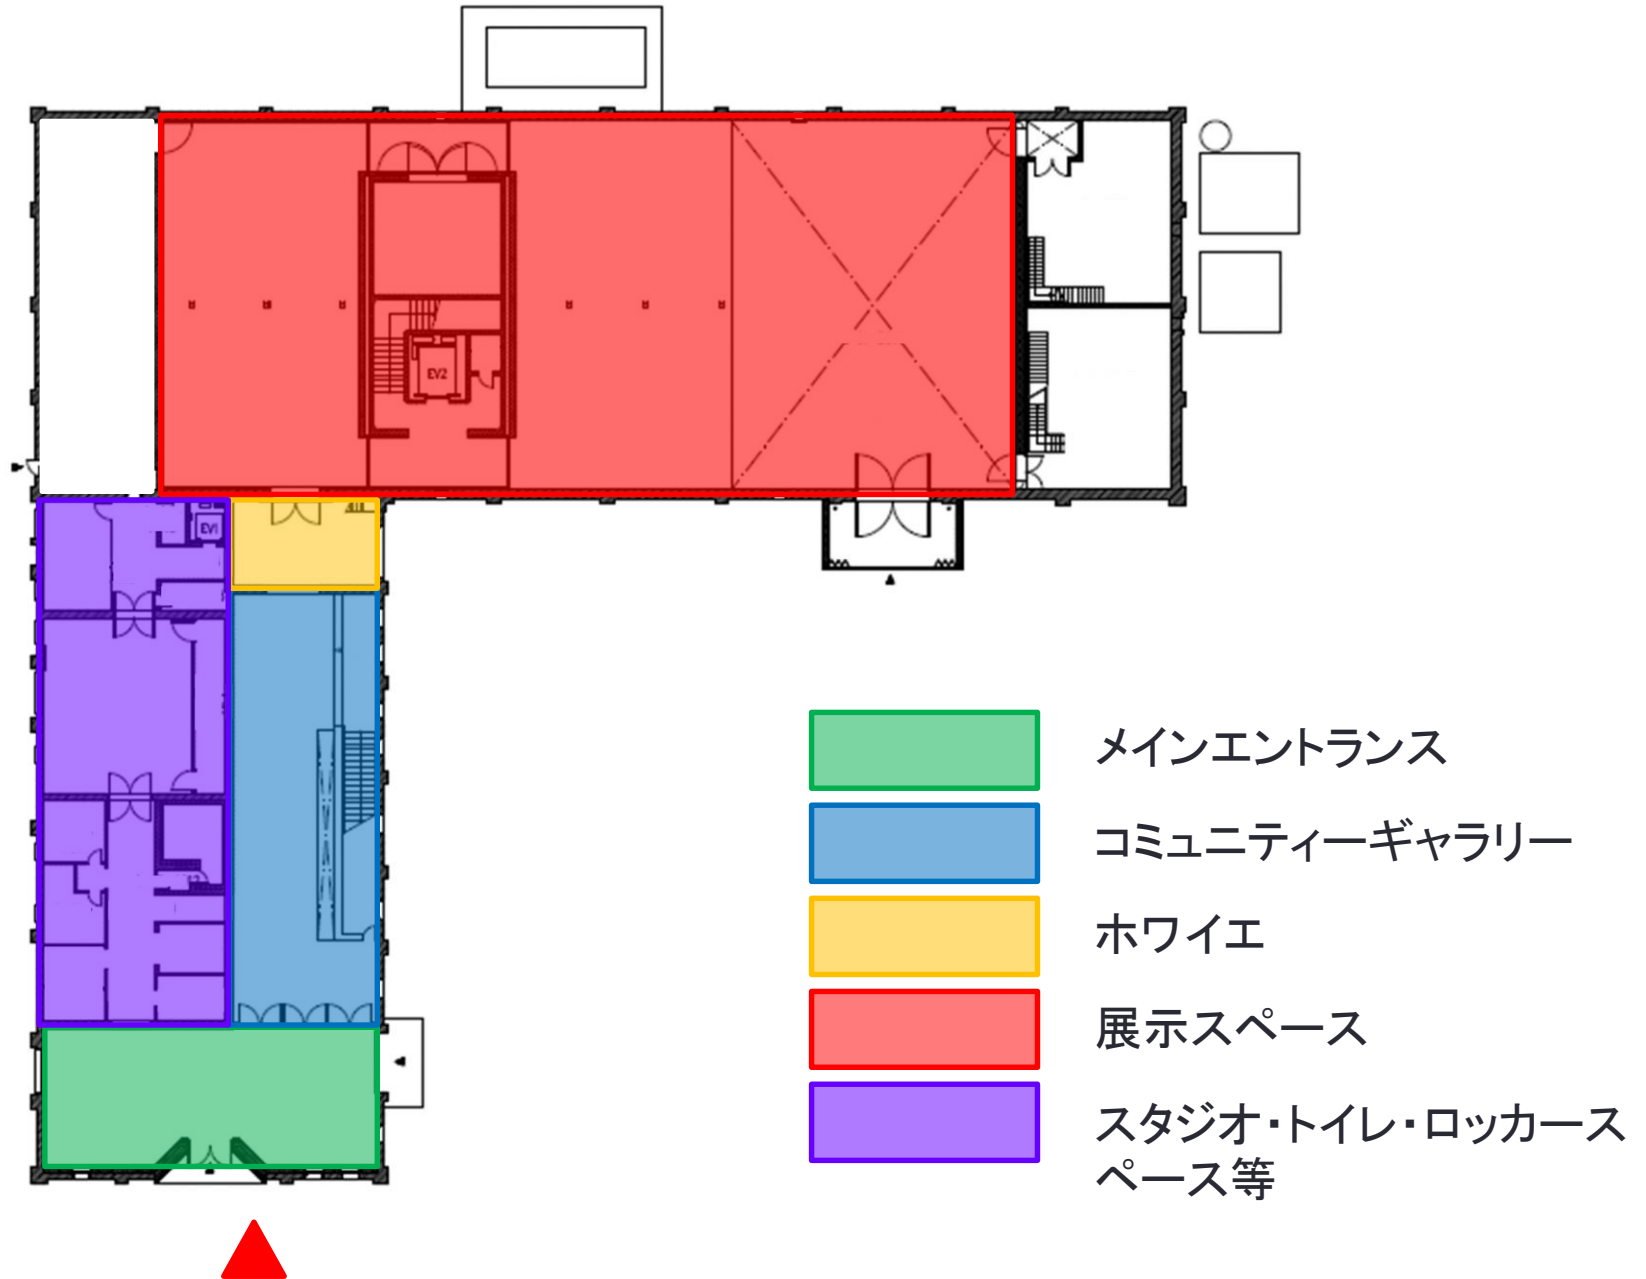 EV2
EV1
メインエントランス
コミュニティーギャラリー
ホワイエ
展示スペース
スタジオ・トイレ・ロッカース
ペース等